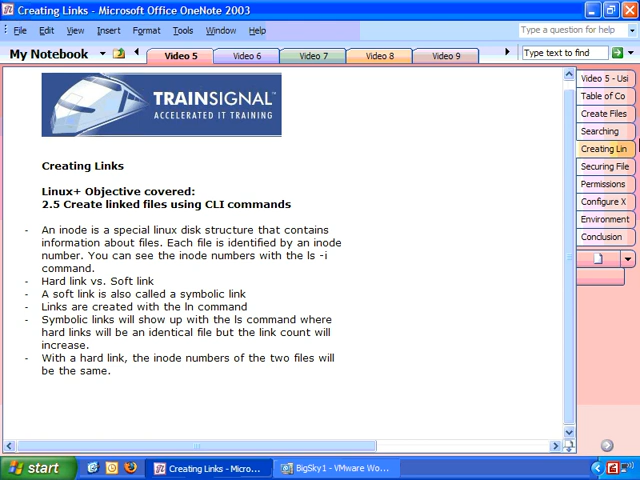 Creating Links - Microsoft Office OneNote 2003
File Edit View Insert Format Tools Window Type a question for help
My Notebook Video 5 Video 6 Video 7 Video 8 Video 9 Type text to find
TRAINSIGNAL™
ACCELERATED IT TRAINING
Creating Links
Linux+ Objective covered:
2.5 Create linked files using CLI commands
- An inode is a special linux disk structure that contains
information about files. Each file is identified by an inode
number. You can see the inode numbers with the ls -i
command.
- Hard link vs. Soft link
- A soft link is also called a symbolic link
- Links are created with the ln command
- Symbolic links will show up with the ls command where
hard links will be an identical file but the link count will
increase.
- With a hard link, the inode numbers of the two files will
be the same.
Video 5 - Usi
Table of Co
Create Files
Searching
Creating Lin
Securing File
Permissions
Configure X
Environment
Conclusion
start Creating Links - Micro... BigSky1 - VMware Wo...